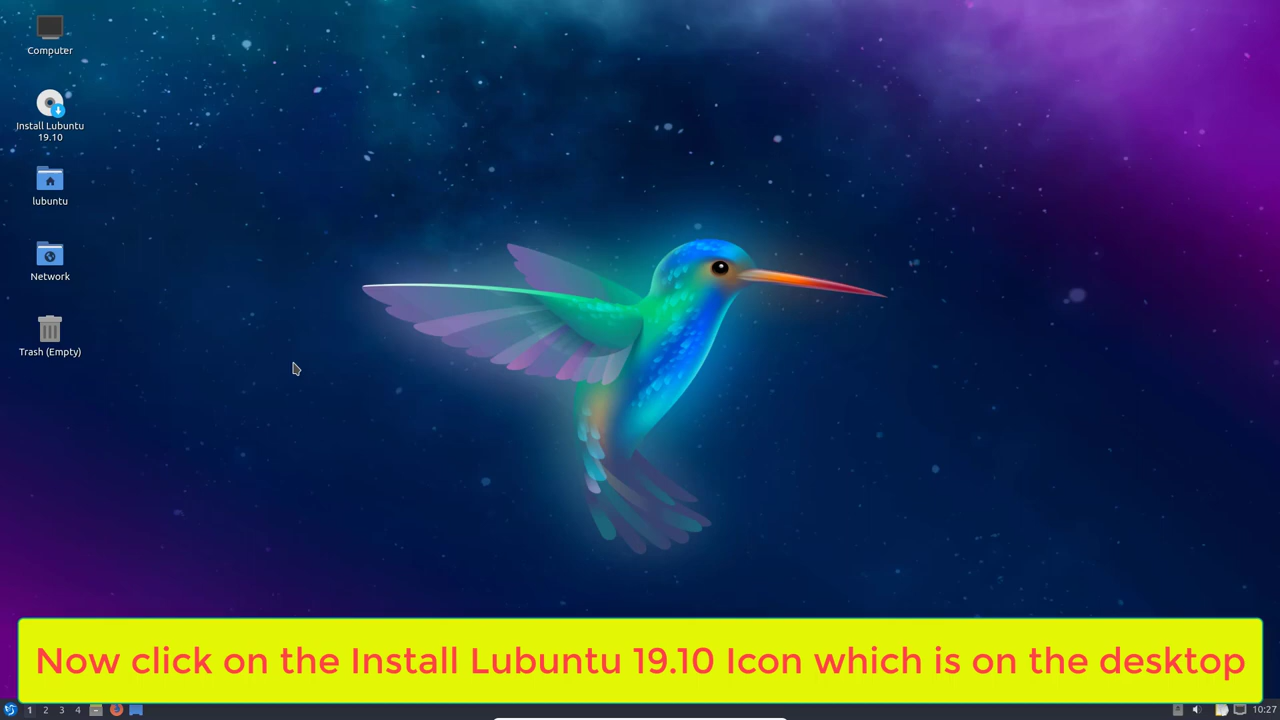 Computer
Install Lubuntu
19.10
lubuntu
Network
Trash (Empty)
Now click on the Install Lubuntu 19.10 Icon which is on the desktop
1 2 3 4
10:27